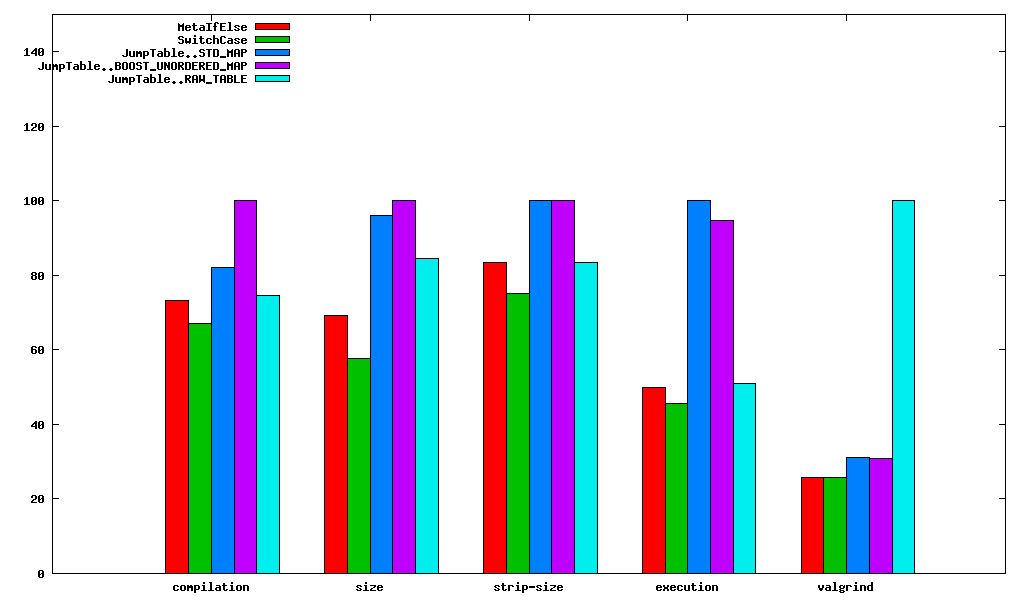 MetaIfElse
SwitchCase
JumpTable..STD_MAP
JumpTable..BOOST_UNORDERED_MAP
JumpTable..RAW_TABLE
140
120
100
80
60
40
20
0
compilation size strip-size execution valgrind